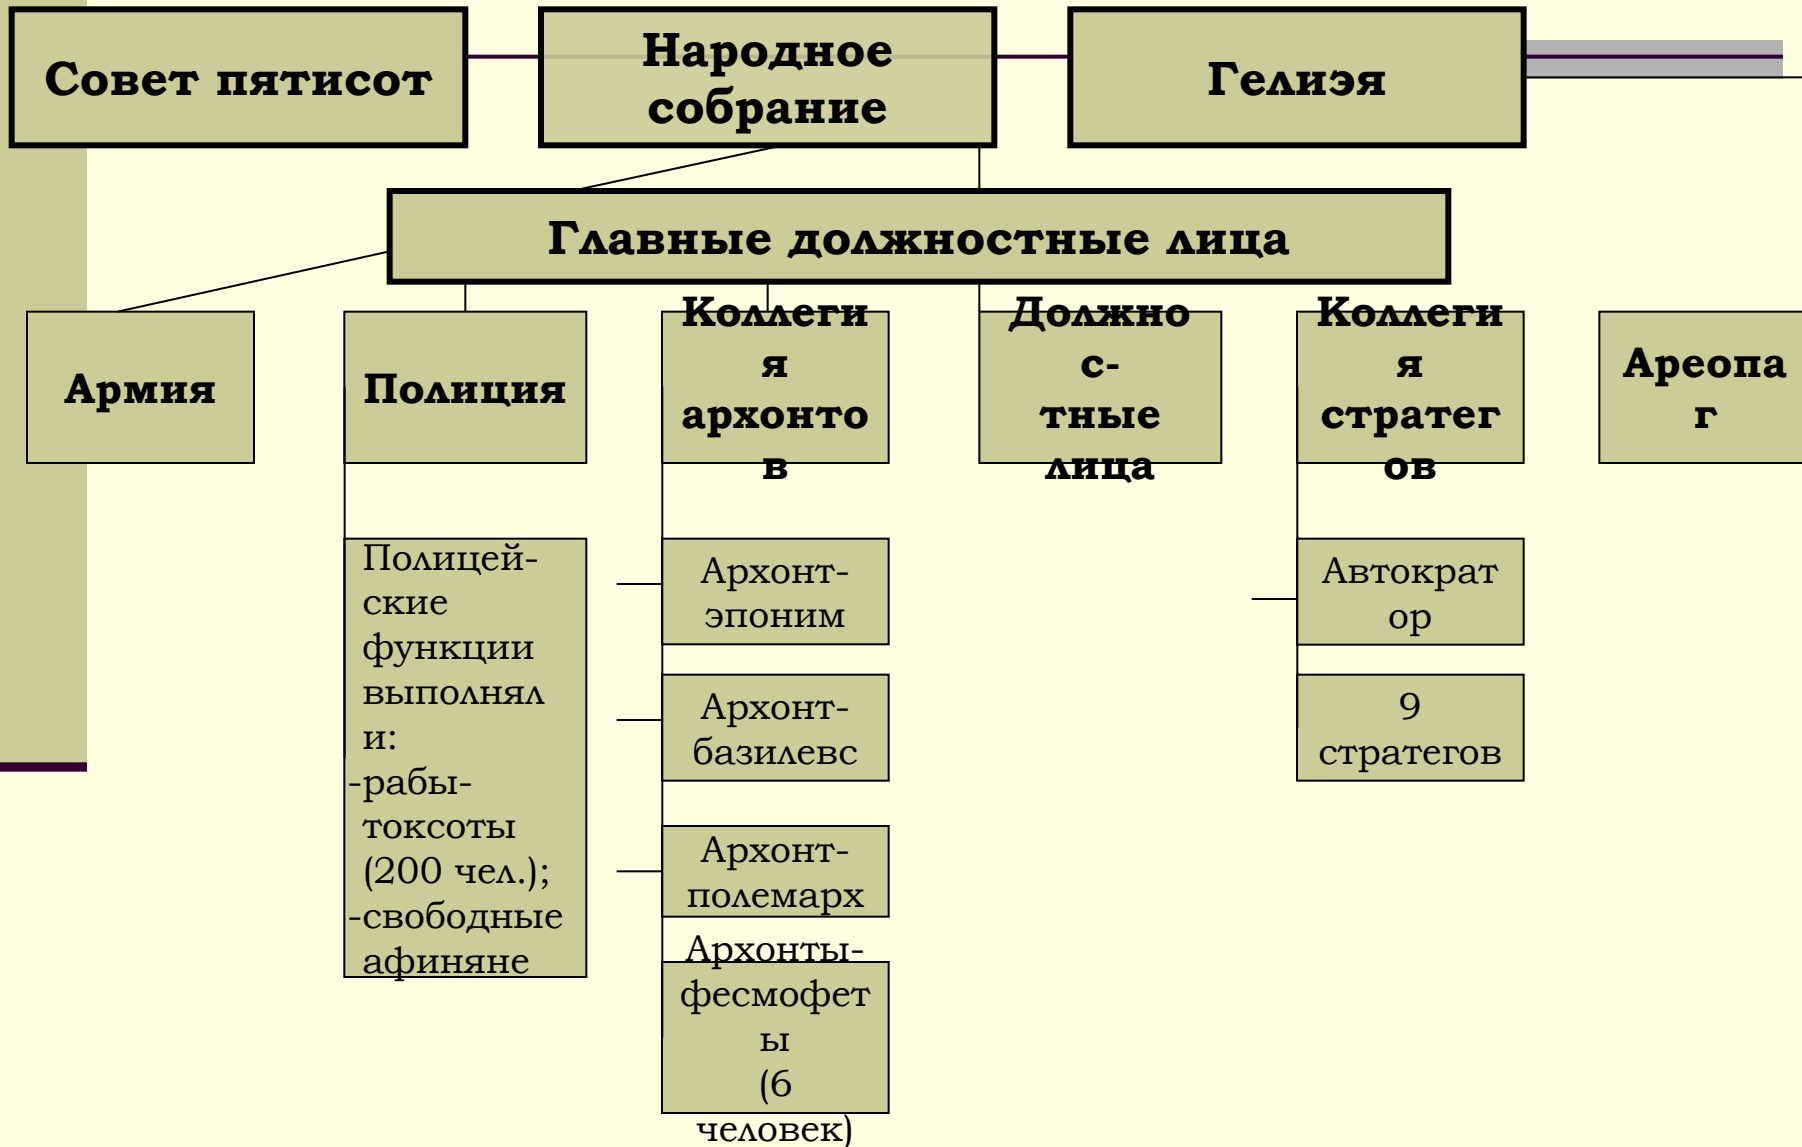 Совет пятисот
Народное
собрание
Гелиэя
Главные должностные лица
Армия
Полиция
Коллеги
я
архонто
в
Должно
с-
тные
лица
Коллеги
я
стратег
ов
Ареопа
г
Полицей-
ские
функции
выполнял
и:
-рабы-
токсоты
(200 чел.);
-свободные
афиняне
Архонт-
эпоним
Архонт-
базилевс
Архонт-
полемарх
Архонты-
фесмофет
ы
(6
человек)
Автократ
ор
9
стратегов